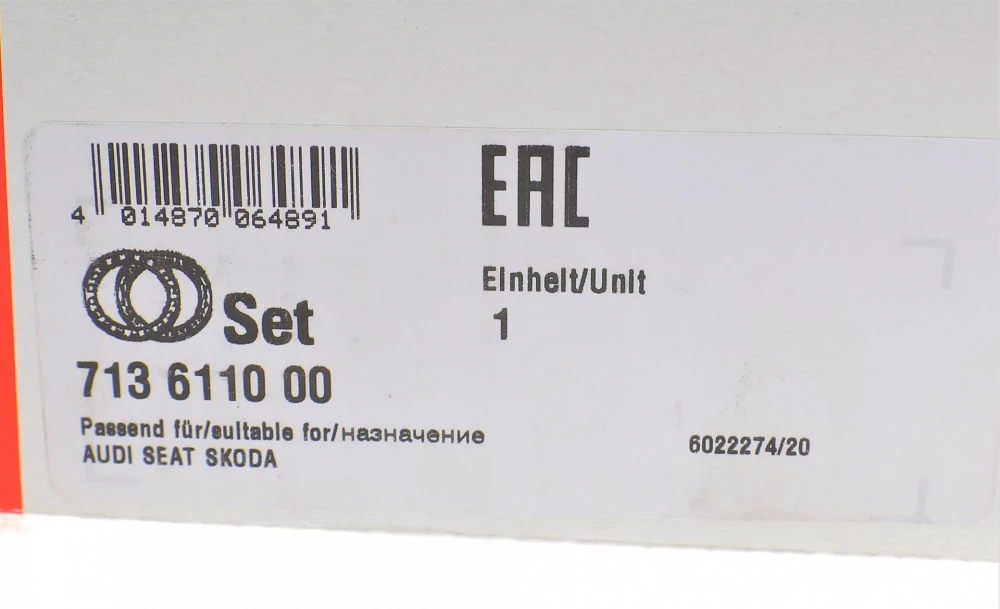 4 014870 064891
EAC
Set
Einheit/Unit
1
713 6110 00
Passend für/suitable for/назначение
AUDI SEAT SKODA
6022274/20